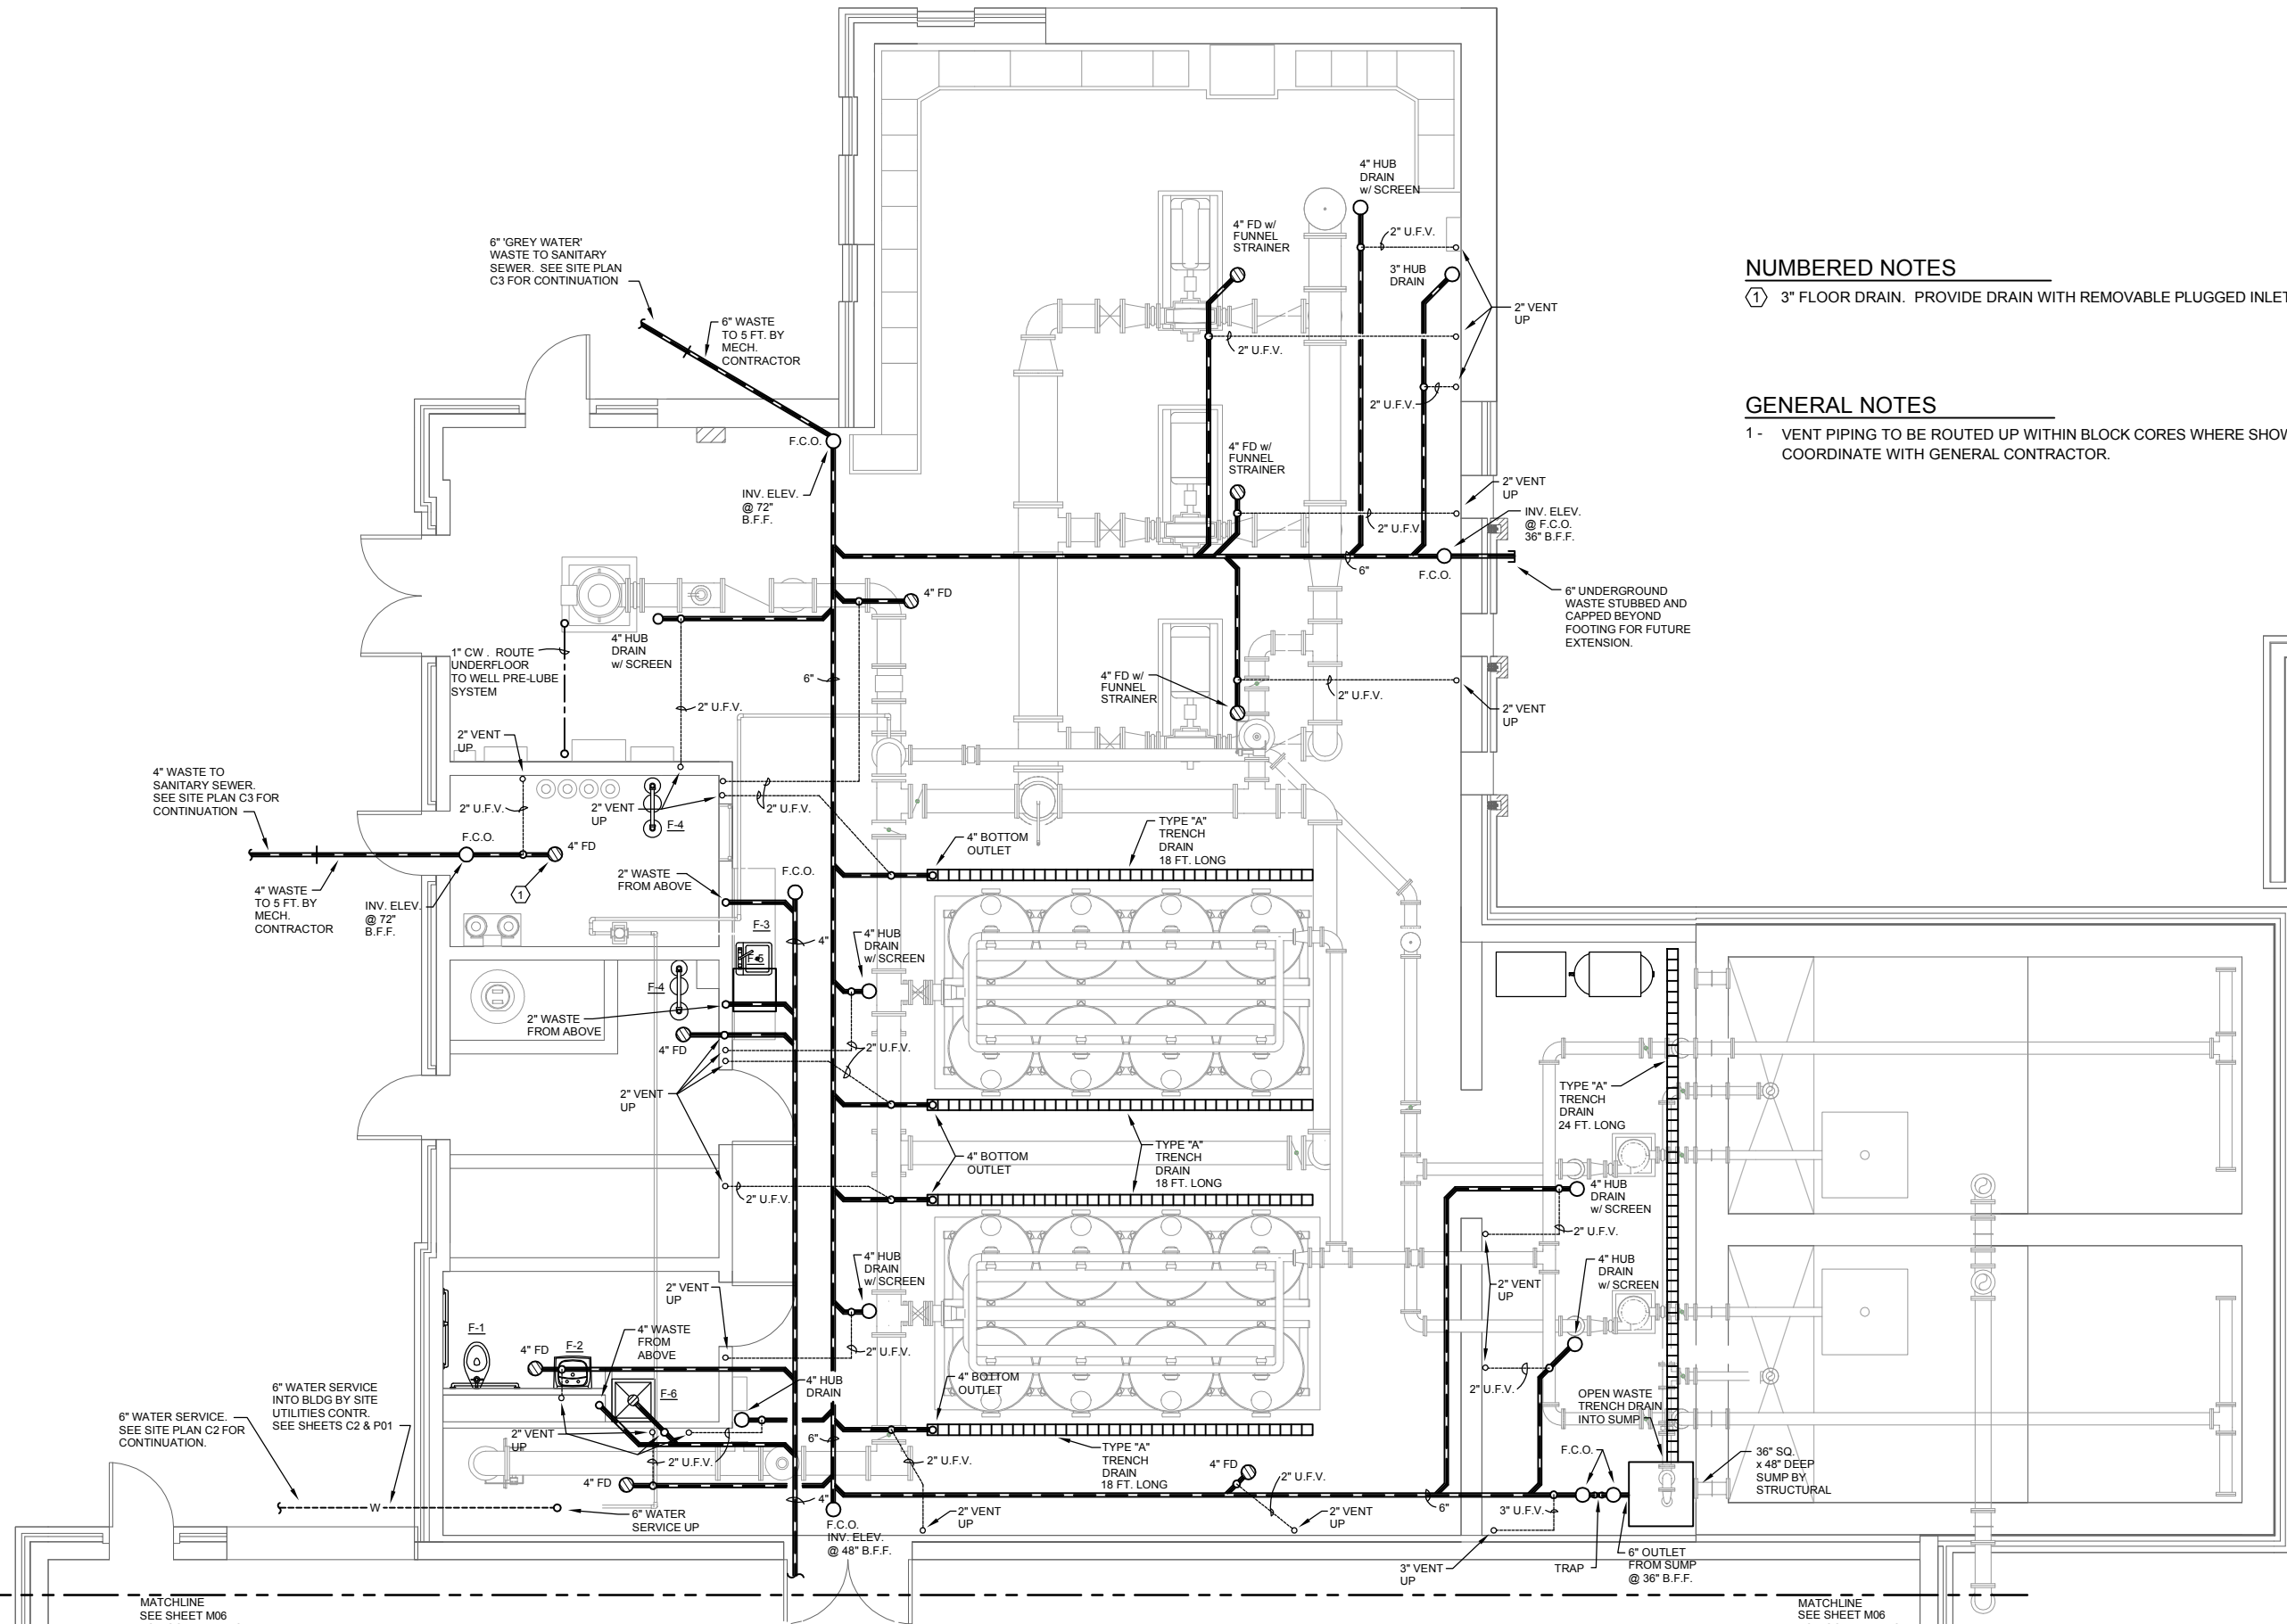 4" HUB
DRAIN
w/ SCREEN
4" FD w/
FUNNEL
STRAINER
2" U.F.V.
3" HUB
DRAIN
6" 'GREY WATER'
WASTE TO SANITARY
SEWER. SEE SITE PLAN
C3 FOR CONTINUATION
NUMBERED NOTES
1 3" FLOOR DRAIN. PROVIDE DRAIN WITH REMOVABLE PLUGGED INLET
2" VENT
UP
6" WASTE
TO 5 FT. BY
MECH.
CONTRACTOR
2" U.F.V.
2" U.F.V.
GENERAL NOTES
1 - VENT PIPING TO BE ROUTED UP WITHIN BLOCK CORES WHERE SHOW
COORDINATE WITH GENERAL CONTRACTOR.
F.C.O.
4" FD w/
FUNNEL
STRAINER
INV. ELEV.
@ 72"
B.F.F.
2" VENT
UP
2" U.F.V.
INV. ELEV.
@ F.C.O.
36" B.F.F.
6"
F.C.O.
4" FD
6" UNDERGROUND
WASTE STUBBED AND
CAPPED BEYOND
FOOTING FOR FUTURE
EXTENSION.
4" HUB
DRAIN
w/ SCREEN
1" CW . ROUTE
UNDERFLOOR
TO WELL PRE-LUBE
SYSTEM
6"
4" FD w/
FUNNEL
STRAINER
2" U.F.V.
2" U.F.V.
2" VENT
UP
2" VENT
UP
4" WASTE TO
SANITARY SEWER.
SEE SITE PLAN C3 FOR
CONTINUATION
2" U.F.V.
2" VENT
UP
F-4
2" U.F.V.
F.C.O.
4" FD
4" BOTTOM
OUTLET
TYPE "A"
TRENCH
DRAIN
18 FT. LONG
4" WASTE
TO 5 FT. BY
MECH.
CONTRACTOR
INV. ELEV.
@ 72"
B.F.F.
1
2" WASTE
FROM ABOVE
F.C.O.
F-3
F-5
4"
4" HUB
DRAIN
w/ SCREEN
F-4
2" WASTE
FROM ABOVE
4" FD
2" U.F.V.
2" VENT
UP
TYPE "A"
TRENCH
DRAIN
24 FT. LONG
4" BOTTOM
OUTLET
TYPE "A"
TRENCH
DRAIN
18 FT. LONG
2" U.F.V.
4" HUB
DRAIN
w/ SCREEN
2" U.F.V.
4" HUB
DRAIN
w/ SCREEN
2" VENT
UP
2" VENT
UP
4" HUB
DRAIN
w/ SCREEN
F-1
4" FD
F-2
4" WASTE
FROM
ABOVE
2" U.F.V.
F-6
4" HUB
DRAIN
4" BOTTOM
OUTLET
2" U.F.V.
OPEN WASTE
TRENCH DRAIN
INTO SUMP
6" WATER SERVICE
INTO BLDG BY SITE
UTILITIES CONTR.
SEE SHEETS C2 & P01
6" WATER SERVICE.
SEE SITE PLAN C2 FOR
CONTINUATION.
2" VENT
UP
2" U.F.V.
6"
2" U.F.V.
TYPE "A"
TRENCH
DRAIN
18 FT. LONG
4" FD
2" U.F.V.
F.C.O.
36" SQ.
x 48" DEEP
SUMP BY
STRUCTURAL
4" FD
4"
W
6" WATER
SERVICE UP
F.C.O.
INV. ELEV.
@ 48" B.F.F.
2" VENT
UP
2" VENT
UP
6"
3" U.F.V.
3" VENT
UP
TRAP
6" OUTLET
FROM SUMP
@ 36" B.F.F.
MATCHLINE
SEE SHEET M06
MATCHLINE
SEE SHEET M06